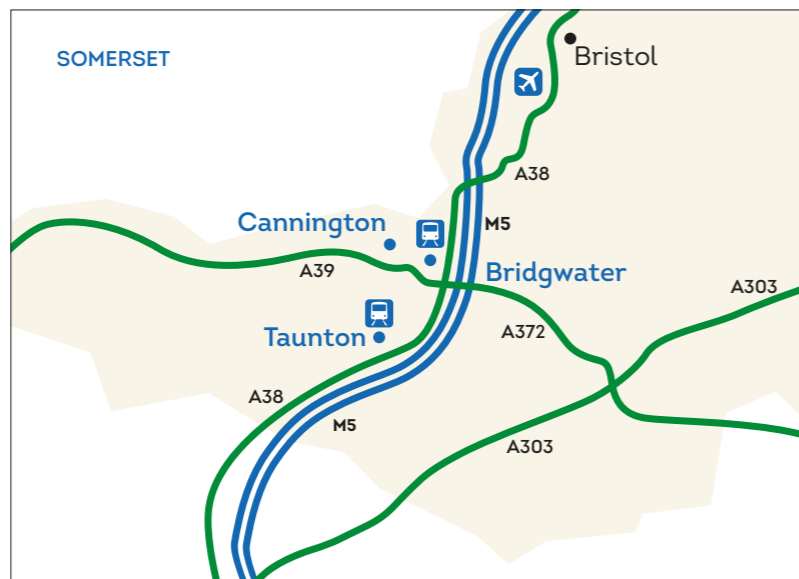 SOMERSET
Bristol
A38
M5
Cannington
A39
Bridgwater
A303
Taunton
A372
A38
M5
A303